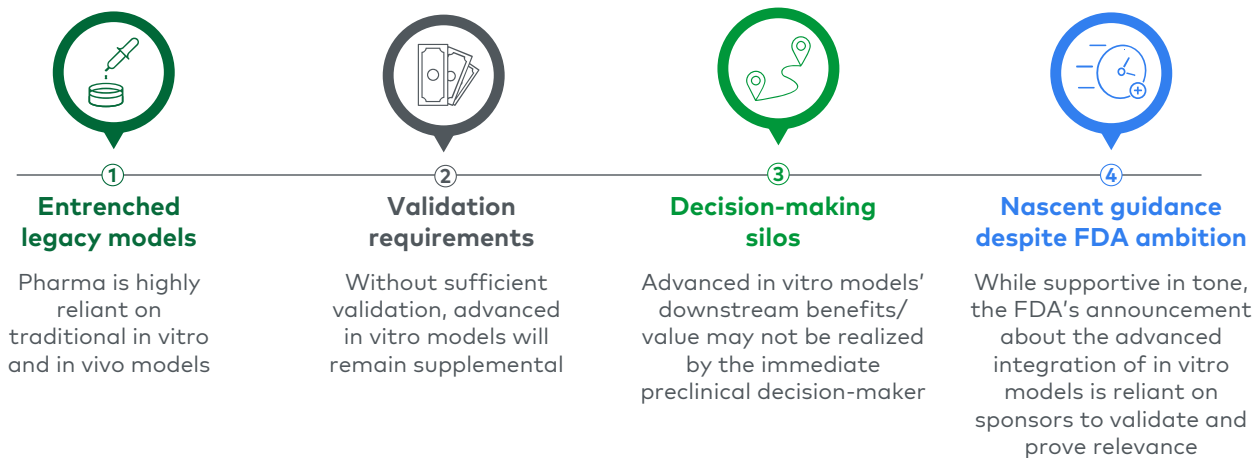 1
Entrenched
legacy models
Pharma is highly
reliant on
traditional in vitro
and in vivo models
2
Validation
requirements
Without sufficient
validation, advanced
in vitro models will
remain supplemental
3
Decision-making
silos
Advanced in vitro models’
downstream benefits/
value may not be realized
by the immediate
preclinical decision-maker
4
Nascent guidance
despite FDA ambition
While supportive in tone,
the FDA’s announcement
about the advanced
integration of in vitro
models is reliant on
sponsors to validate and
prove relevance